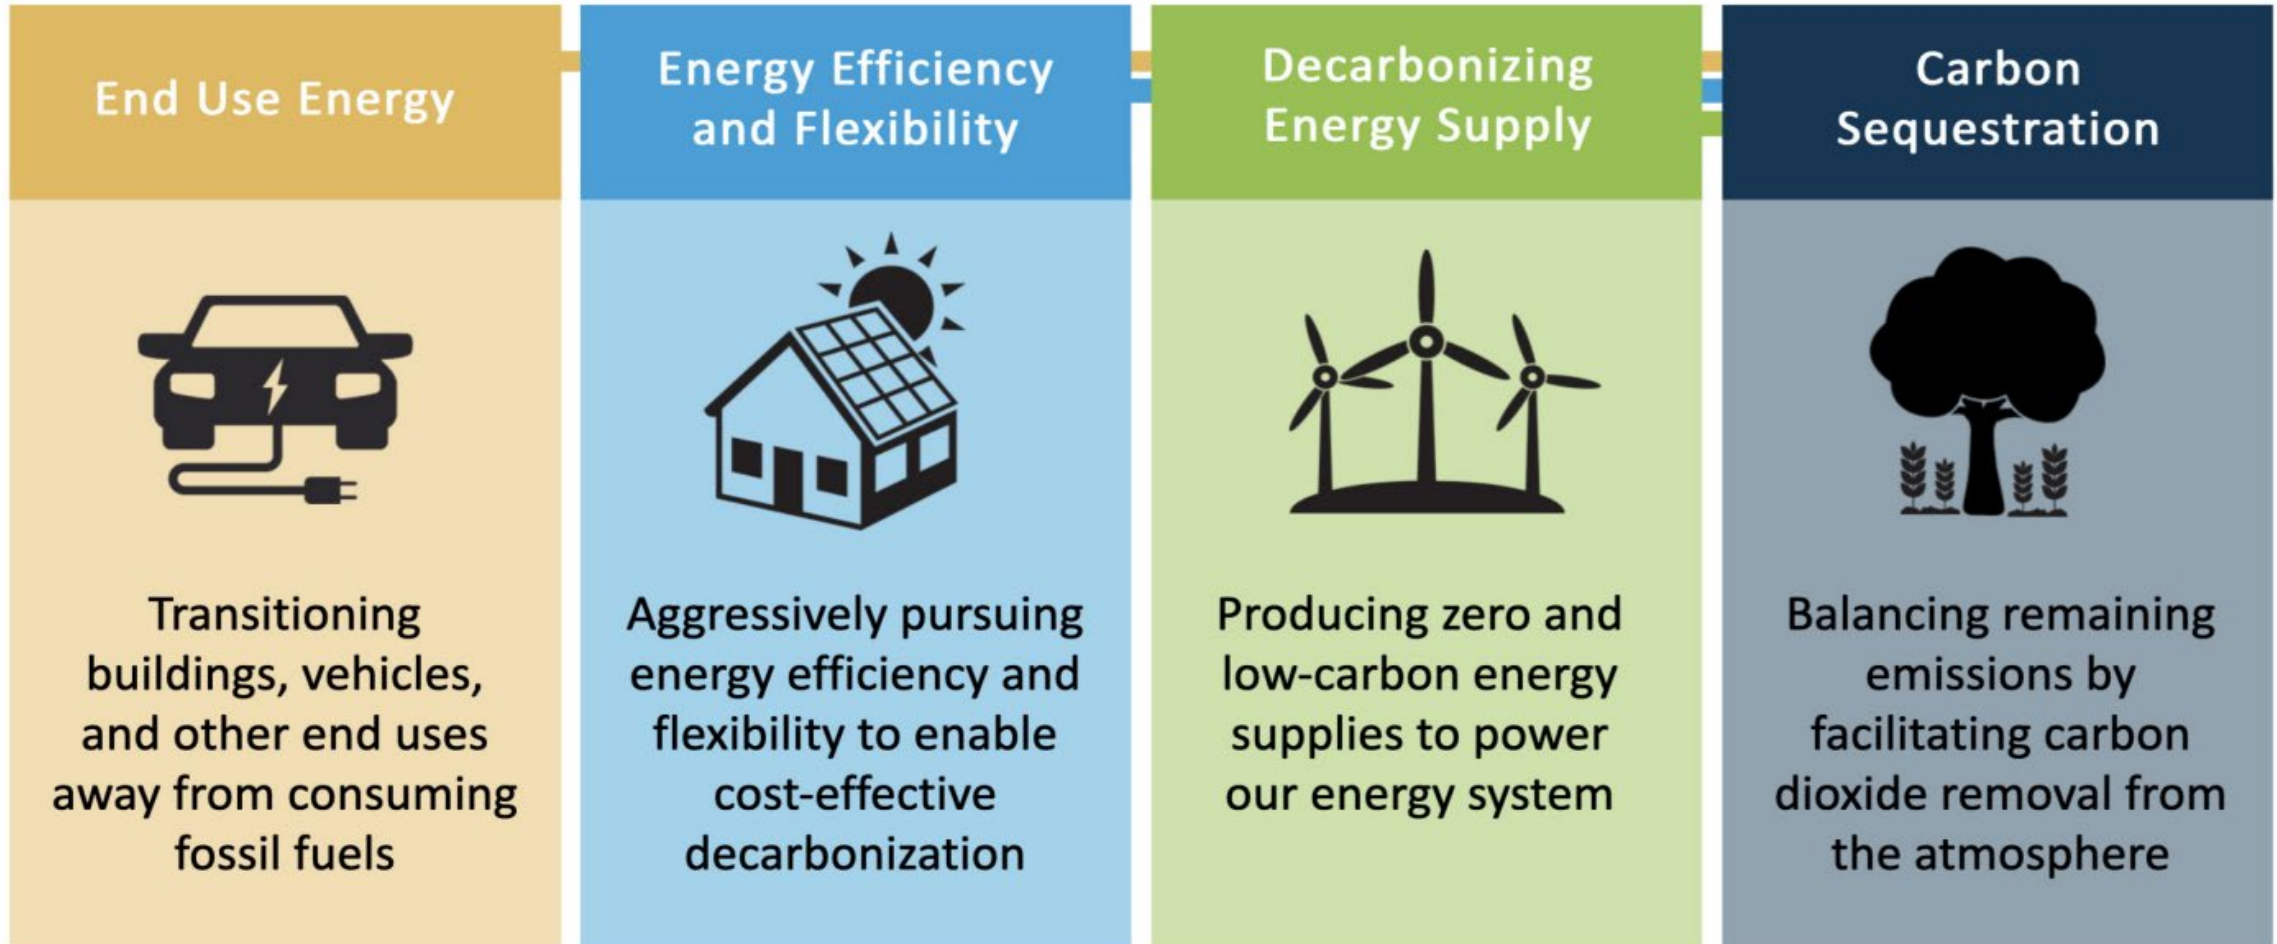 End Use Energy
Transitioning
buildings, vehicles,
and other end uses
away from consuming
fossil fuels
Energy Efficiency
and Flexibility
Aggressively pursuing
energy efficiency and
flexibility to enable
cost-effective
decarbonization
Decarbonizing
Energy Supply
Producing zero and
low-carbon energy
supplies to power
our energy system
Carbon
Sequestration
Balancing remaining
emissions by
facilitating carbon
dioxide removal from
the atmosphere